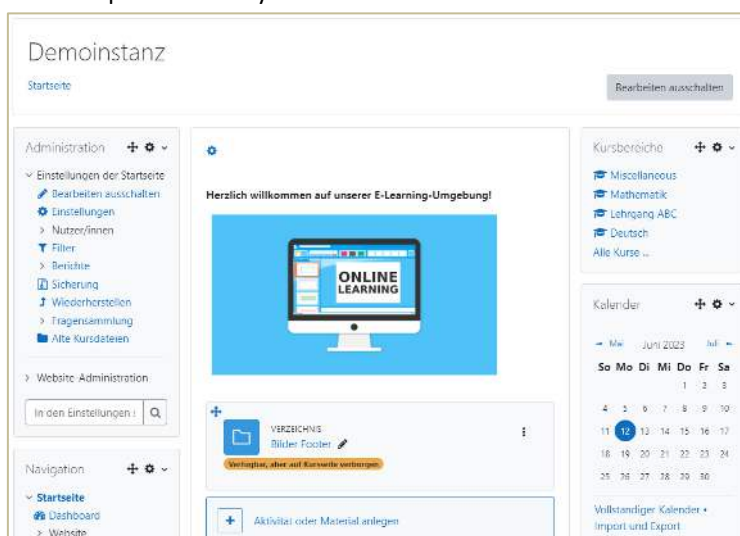 Demoinstanz
Startseite
Bearbeiten ausschalten
Administration
Einstellungen der Startseite
Bearbeiten ausschalten
Einstellungen
Nutzer/innen
Filter
Berichte
Sicherung
Wiederherstellen
Fragensammlung
Alte Kursdateien
Website-Administration
In den Einstellungen
Navigation
Startseite
Dashboard
Website
Herzlich willkommen auf unserer E-Learning-Umgebung!
ONLINE
LEARNING
VERZEICHNIS
Bilder Footer
Verfügbar, aber auf Kursseite verborgen
Aktivität oder Material anlegen
Kursbereiche
Miscellaneous
Mathematik
Lehrgang ABC
Deutsch
Alle Kurse ...
Kalender
Mai Juni 2023 Juli
So Mo Di Mi Do Fr Sa
1 2 3
4 5 6 7 8 9 10
11 12 13 14 15 16 17
18 19 20 21 22 23 24
25 26 27 28 29 30
Vollständiger Kalender •
Import und Export